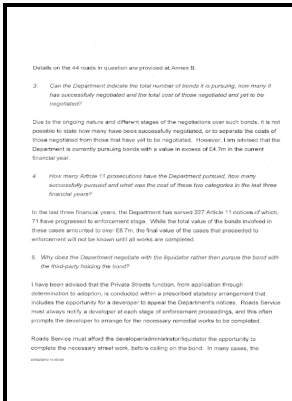 Details on the 44 roads in question are provided at Annex B.
3. Can the Department indicate the total number of bonds it is pursuing, how many it
has successfully negotiated and the total cost of those negotiated and yet to be
negotiated?
Due to the ongoing nature and different stages of the negotiations over such bonds, it is not
possible to state how many have been successfully negotiated, or to separate the costs of
those negotiated from those that have yet to be negotiated. However, I am advised that the
Department is currently pursuing bonds with a value in excess of £4.7m in the current
financial year.
4. How many Article 11 prosecutions have the Department pursued, how many
successfully pursued and what was the cost of these two categories in the last three
financial years?
In the last three financial years, the Department has served 227 Article 11 notices of which,
71 have progressed to enforcement stage. While the total value of the bonds involved in
these cases amounted to over £8.7m, the final value of the cases that proceeded to
enforcement will not be known until all works are completed.
5. Why does the Department negotiate with the liquidator rather than pursue the bond with
the third-party holding the bond?
I have been advised that the Private Streets function, from application through
determination to adoption, is conducted within a prescribed statutory arrangement that
includes the opportunity for a developer to appeal the Department's notices. Roads Service
must always notify a developer at each stage of enforcement proceedings, and this often
prompts the developer to arrange for the necessary remedial works to be completed.
Roads Service must afford the developer/administrator/liquidator the opportunity to
complete the necessary street work, before calling on the bond. In many cases, the